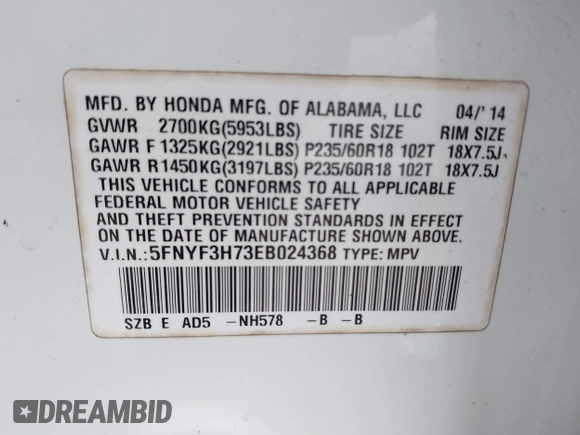 MFD. BY HONDA MFG. OF ALABAMA, LLC 04/'14
GVWR 2700KG(5953LBS) TIRE SIZE RIM SIZE
GAWR F 1325KG(2921LBS) P235/60R18 102T 18X7.5J
GAWR R 1450KG(3197LBS) P235/60R18 102T 18X7.5J
THIS VEHICLE CONFORMS TO ALL APPLICABLE
FEDERAL MOTOR VEHICLE SAFETY
AND THEFT PREVENTION STANDARDS IN EFFECT
ON THE DATE OF MANUFACTURE SHOWN ABOVE.
V.I.N.:5FNYF3H73EB024368 TYPE: MPV
SZB E AD5 -NH578 -B -B
DREAMBID